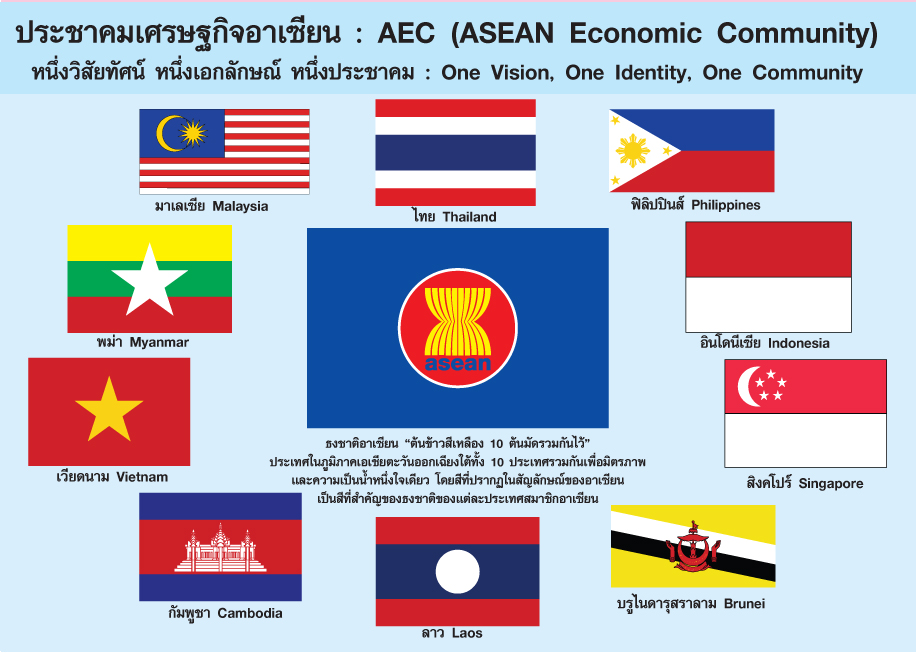 ประชาคมเศรษฐกิจอาเซียน : AEC (ASEAN Economic Community)
หนึ่งวิสัยทัศน์ หนึ่งเอกลักษณ์ หนึ่งประชาคม : One Vision, One Identity, One Community
มาเลเซีย Malaysia
ไทย Thailand
ฟิลิปปินส์ Philippines
พม่า Myanmar
asean
อินโดนีเซีย Indonesia
เวียดนาม Vietnam
ธงชาติอาเซียน “ต้นข้าวสีเหลือง 10 ต้นมัดรวมกันไว้”
ประเทศในภูมิภาคเอเชียตะวันออกเฉียงใต้ทั้ง 10 ประเทศรวมกันเพื่อมิตรภาพ
และความเป็นน้ำหนึ่งใจเดียว โดยสีที่ปรากฏในสัญลักษณ์ของอาเซียน
เป็นสีที่สำคัญของธงชาติของแต่ละประเทศสมาชิกอาเซียน
สิงคโปร์ Singapore
กัมพูชา Cambodia
ลาว Laos
บรูไนดารุสราลาม Brunei